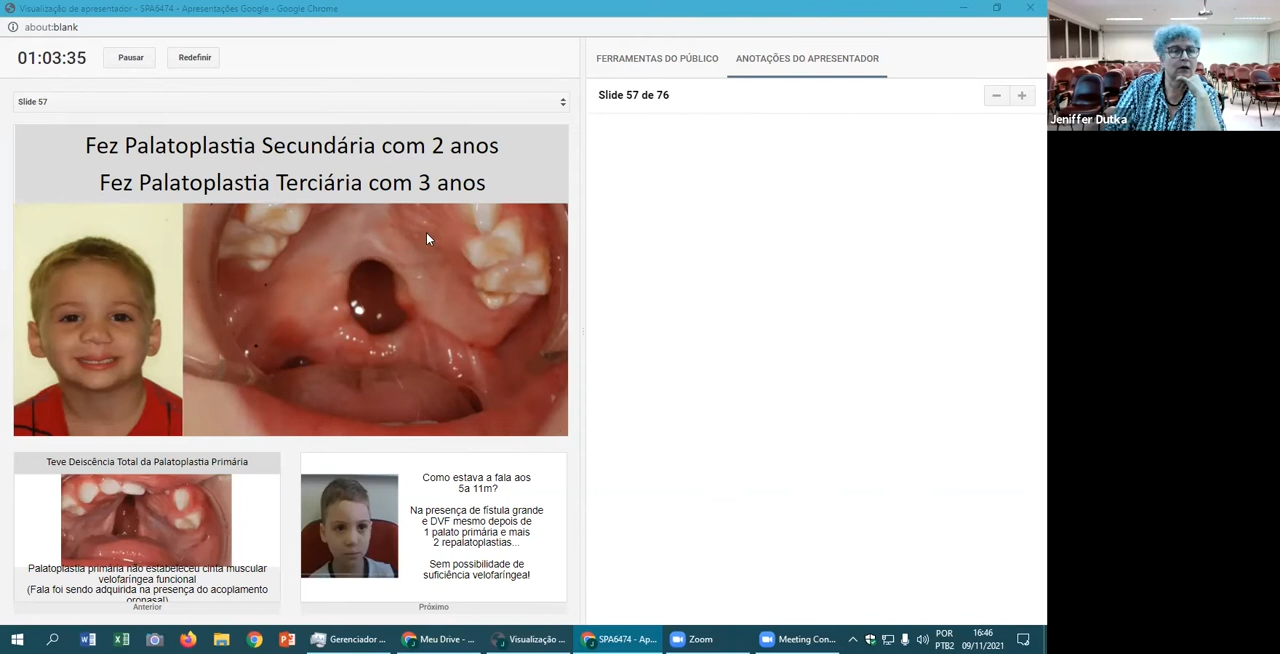 Visualização de apresentador - SPA6474 - Apresentações Google - Google Chrome
about:blank
01:03:35
Pausar
Redefinir
FERRAMENTAS DO PÚBLICO
ANOTAÇÕES DO APRESENTADOR
Slide 57
Slide 57 de 76
Jeniffer Dutka
Fez Palatoplastia Secundária com 2 anos
Fez Palatoplastia Terciária com 3 anos
Teve Deiscência Total da Palatoplastia Primária
Palatoplastia primária não estabeleceu cinta muscular
velofaríngea funcional
(Fala foi sendo adquirida na presença do acoplamento
oronasal)
Anterior
Como estava a fala aos
5a 11m?
Na presença de fístula grande
e DVF mesmo depois de
1 palato primária e mais
2 repalatoplastias...
Sem possibilidade de
suficiência velofaríngea!
Próximo
Gerenciador ...
Meu Drive - ...
Visualização ...
SPA6474 - Ap...
Zoom
Meeting Con...
POR
PTB2
16:46
09/11/2021